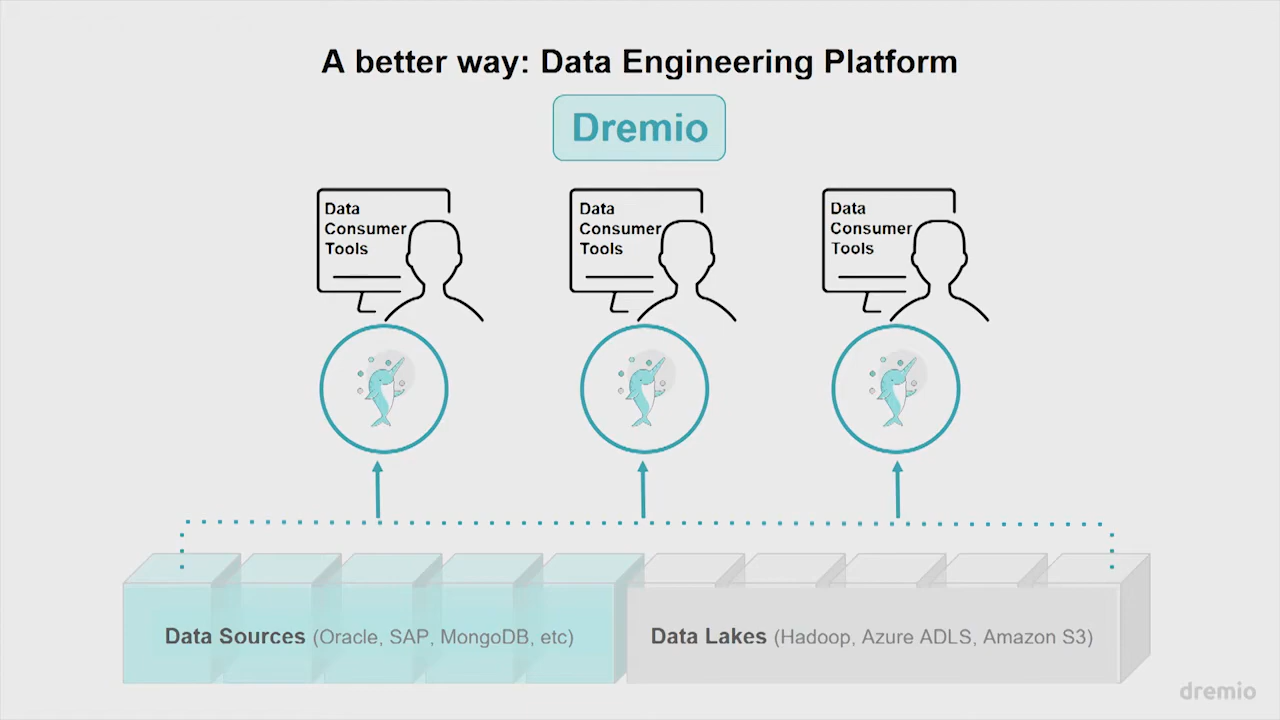 A better way: Data Engineering Platform
Dremio
Data
Consumer
Tools
Data
Consumer
Tools
Data
Consumer
Tools
Data Sources (Oracle, SAP, MongoDB, etc)
Data Lakes (Hadoop, Azure ADLS, Amazon S3)
dremio